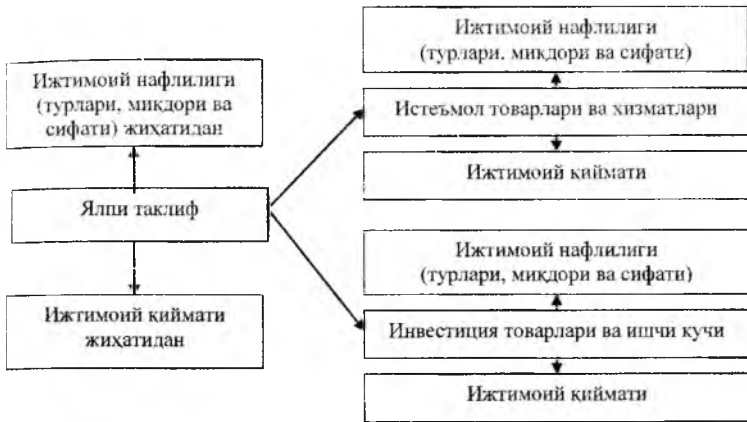 Ижтимоий нафлилиги
(турлари, миқдори ва
сифати) жиҳатидан
Ялпи таклиф
Ижтимоий қиймати
жиҳатидан
Ижтимоий нафлилиги
(турлари, миқдори ва сифати)
Истеъмол товарлари ва хизматлари
Ижтимоий қиймати
Ижтимоий нафлилиги
(турлари, миқдори ва сифати)
Инвестиция товарлари ва ишчи кучи
Ижтимоий қиймати